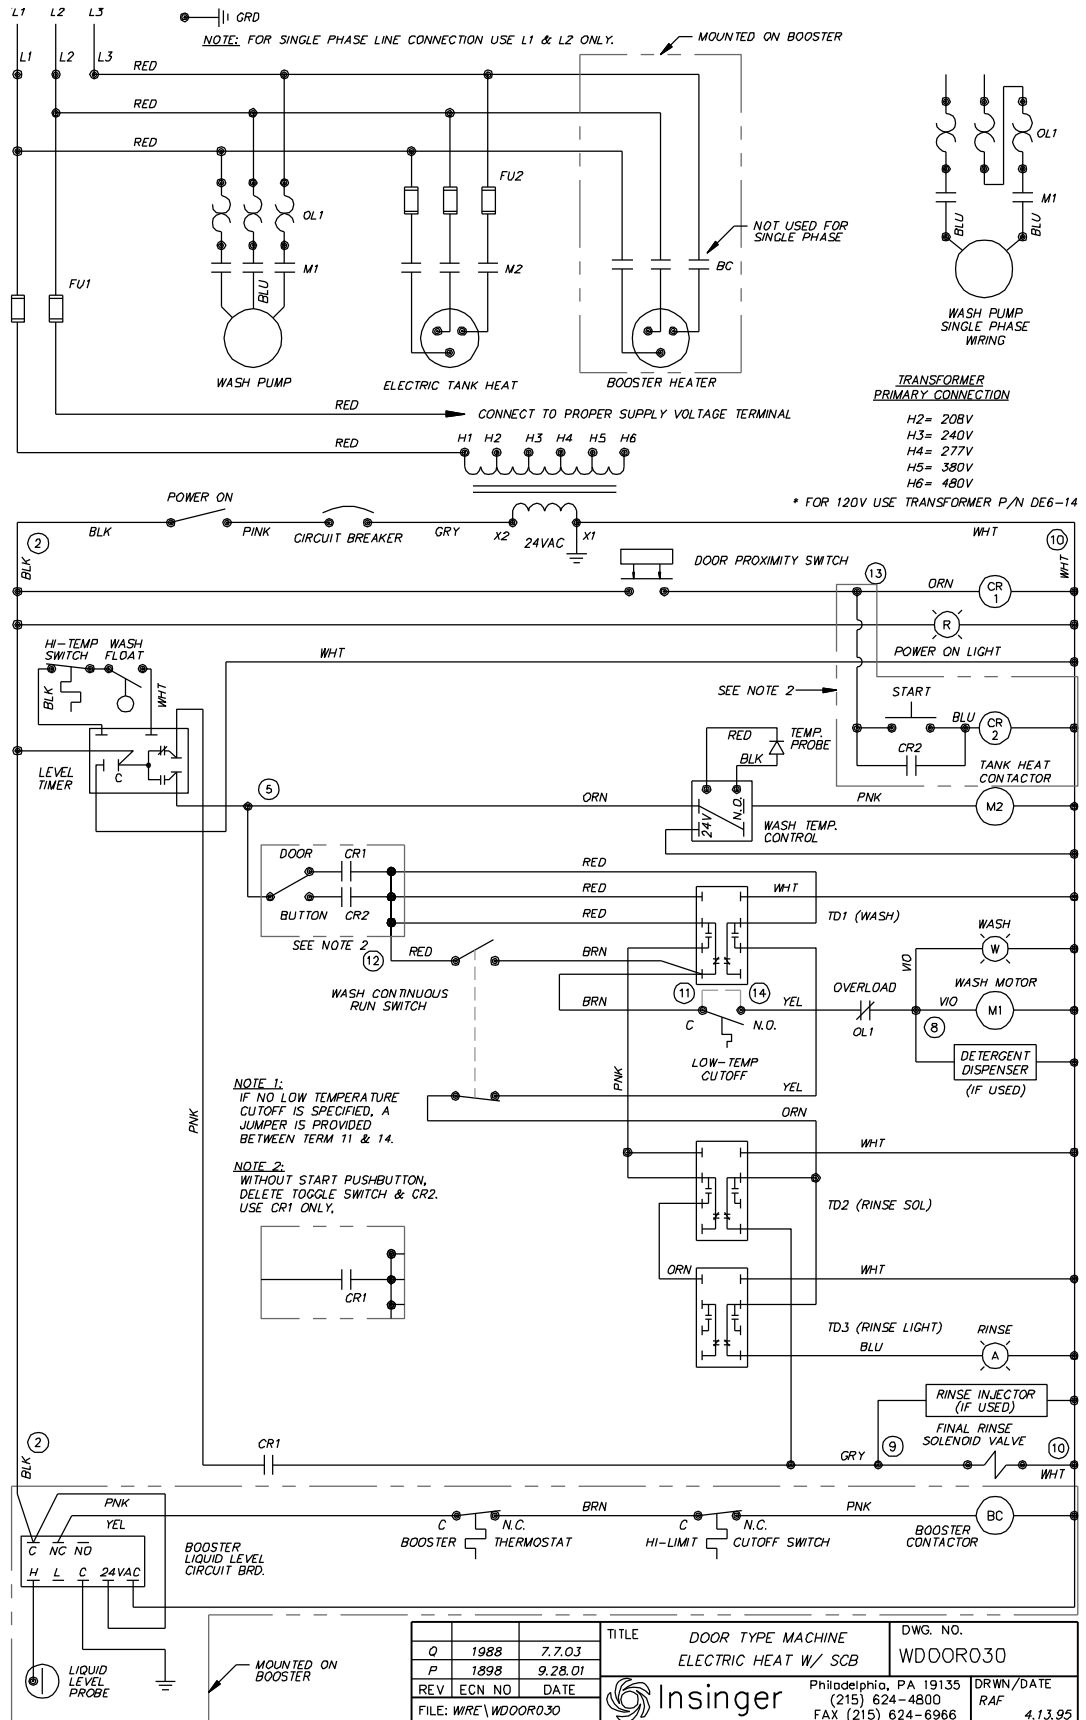 L1 L2 L3
GRD
NOTE: FOR SINGLE PHASE LINE CONNECTION USE L1 & L2 ONLY.
MOUNTED ON BOOSTER
L1 L2 L3
RED
RED
RED
OL1
FU2
OL1
M1
BLU
BLU
NOT USED FOR
SINGLE PHASE
M1
M2
BC
FU1
BLU
WASH PUMP
SINGLE PHASE
WIRING
WASH PUMP
ELECTRIC TANK HEAT
BOOSTER HEATER
TRANSFORMER
PRIMARY CONNECTION
H2= 208V
H3= 240V
H4= 277V
H5= 380V
H6= 480V
RED
CONNECT TO PROPER SUPPLY VOLTAGE TERMINAL
RED
H1 H2 H3 H4 H5 H6
* FOR 120V USE TRANSFORMER P/N DE6-14
POWER ON
2
BLK
BLK
PINK
CIRCUIT BREAKER
GRY
X2
24VAC
X1
WHT
10
WHT
DOOR PROXIMITY SWITCH
13
ORN
CR
1
R
POWER ON LIGHT
HI-TEMP
SWITCH
WASH
FLOAT
WHT
BLK
WHT
SEE NOTE 2
START
BLU
CR
2
CR2
TANK HEAT
CONTACTOR
RED
TEMP.
PROBE
BLK
LEVEL
TIMER
C
5
ORN
24V
N.O.
PNK
M2
WASH TEMP.
CONTROL
DOOR
CR1
BUTTON
CR2
SEE NOTE 2
RED
RED
RED
WHT
TD1 (WASH)
12
RED
BRN
WASH CONTINUOUS
RUN SWITCH
BRN
11
14
C
N.O.
YEL
LOW-TEMP
CUTOFF
OVERLOAD
OL1
WASH
W
VIO
WASH MOTOR
VIO
M1
8
DETERGENT
DISPENSER
(IF USED)
NOTE 1:
IF NO LOW TEMPERATURE
CUTOFF IS SPECIFIED, A
JUMPER IS PROVIDED
BETWEEN TERM 11 & 14.
PNK
PNK
YEL
ORN
NOTE 2:
WITHOUT START PUSHBUTTON,
DELETE TOGGLE SWITCH & CR2.
USE CR1 ONLY,
CR1
WHT
TD2 (RINSE SOL)
ORN
WHT
TD3 (RINSE LIGHT)
BLU
RINSE
A
RINSE INJECTOR
(IF USED)
FINAL RINSE
SOLENOID VALVE
2
BLK
CR1
GRY
9
10
WHT
PNK
YEL
C NC NO
H L C 24VAC
BOOSTER
LIQUID LEVEL
CIRCUIT BRD.
C
N.C.
BOOSTER THERMOSTAT
BRN
C
N.C.
HI-LIMIT CUTOFF SWITCH
PNK
BC
BOOSTER
CONTACTOR
LIQUID
LEVEL
PROBE
MOUNTED ON
BOOSTER
Q 1988 7.7.03
P 1898 9.28.01
REV ECN NO DATE
FILE: WIRE\WDOOR030
TITLE
DOOR TYPE MACHINE
ELECTRIC HEAT W/ SCB
DWG. NO.
WDOOR030
Insinger
Philadelphia, PA 19135
(215) 624-4800
FAX (215) 624-6966
DRWN/DATE
RAF
4.13.95